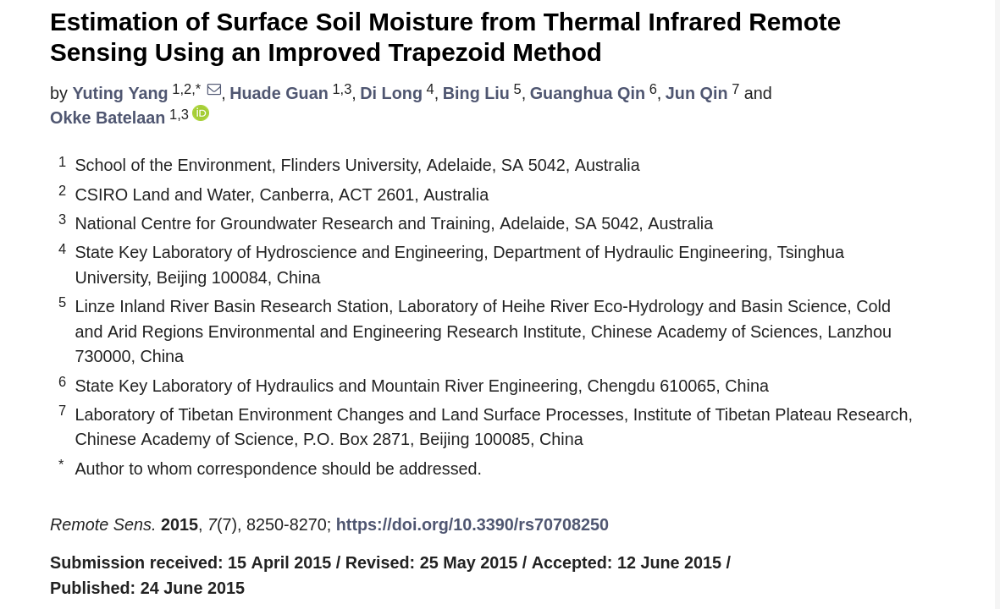 Estimation of Surface Soil Moisture from Thermal Infrared Remote
Sensing Using an Improved Trapezoid Method
by Yuting Yang 1,2,* , Huade Guan 1,3, Di Long 4, Bing Liu 5, Guanghua Qin 6, Jun Qin 7 and
Okke Batelaan 1,3 iD
1 School of the Environment, Flinders University, Adelaide, SA 5042, Australia
2 CSIRO Land and Water, Canberra, ACT 2601, Australia
3 National Centre for Groundwater Research and Training, Adelaide, SA 5042, Australia
4 State Key Laboratory of Hydroscience and Engineering, Department of Hydraulic Engineering, Tsinghua
University, Beijing 100084, China
5 Linze Inland River Basin Research Station, Laboratory of Heihe River Eco-Hydrology and Basin Science, Cold
and Arid Regions Environmental and Engineering Research Institute, Chinese Academy of Sciences, Lanzhou
730000, China
6 State Key Laboratory of Hydraulics and Mountain River Engineering, Chengdu 610065, China
7 Laboratory of Tibetan Environment Changes and Land Surface Processes, Institute of Tibetan Plateau Research,
Chinese Academy of Science, P.O. Box 2871, Beijing 100085, China
* Author to whom correspondence should be addressed.
Remote Sens. 2015, 7(7), 8250-8270; https://doi.org/10.3390/rs70708250
Submission received: 15 April 2015 / Revised: 25 May 2015 / Accepted: 12 June 2015 /
Published: 24 June 2015